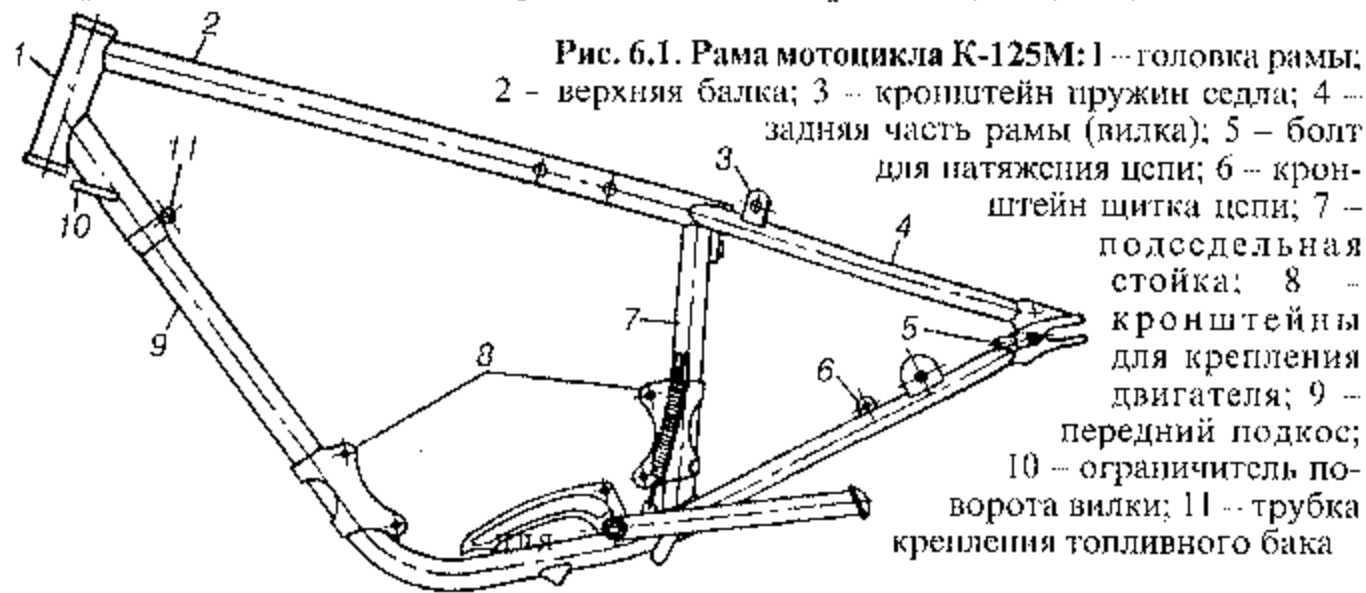 Рис. 6.1. Рама мотоцикла К-125М: 1 – головка рамы;
2 – верхняя балка; 3 – кронштейн пружин седла; 4 –
задняя часть рамы (вилка); 5 – болт
для натяжения цепи; 6 – крон-
штейн щитка цепи; 7 –
подседельная
стойка; 8 –
кронштейны
для крепления
двигателя; 9 –
передний подкос;
10 – ограничитель по-
ворота вилки; 11 – трубка
крепления топливного бака
1
2
11
3
10
4
7
5
9
8
6